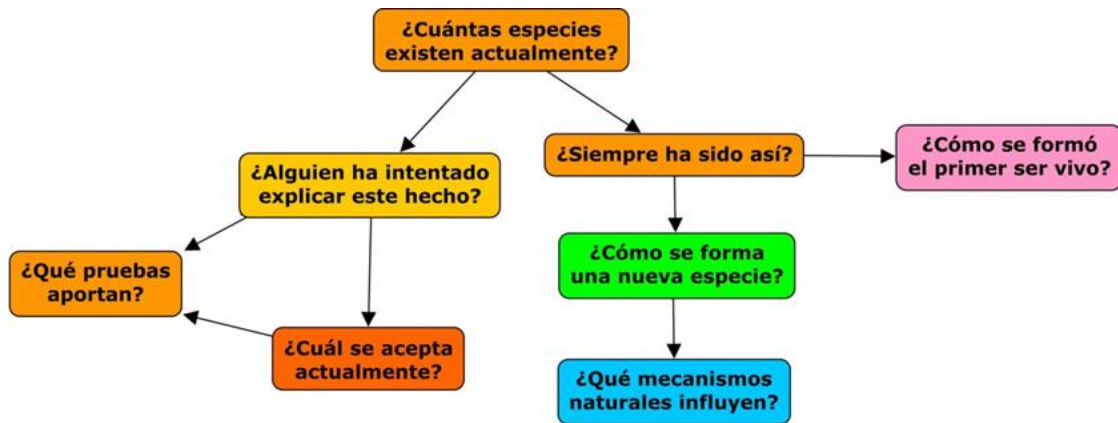 ¿Cuántas especies
existen actualmente?
¿Alguien ha intentado
explicar este hecho?
¿Siempre ha sido así?
¿Cómo se formó
el primer ser vivo?
¿Qué pruebas
aportan?
¿Cómo se forma
una nueva especie?
¿Cuál se acepta
actualmente?
¿Qué mecanismos
naturales influyen?